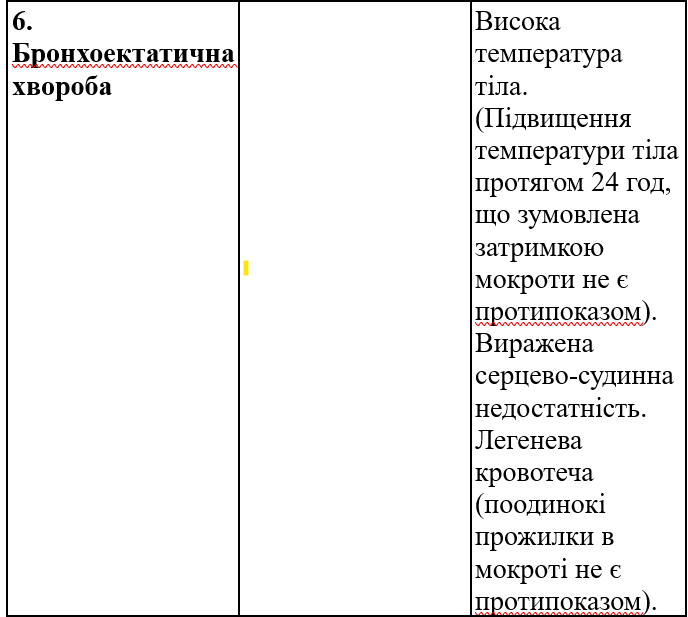 6.
Бронхоектатична
хвороба
Висока
температура
тіла.
(Підвищення
температури тіла
протягом 24 год,
що зумовлена
затримкою
мокроти не є
протипоказом).
Виражена
серцево-судинна
недостатність.
Легенева
кровотеча
(поодинокі
прожилки в
мокроті не є
протипоказом).